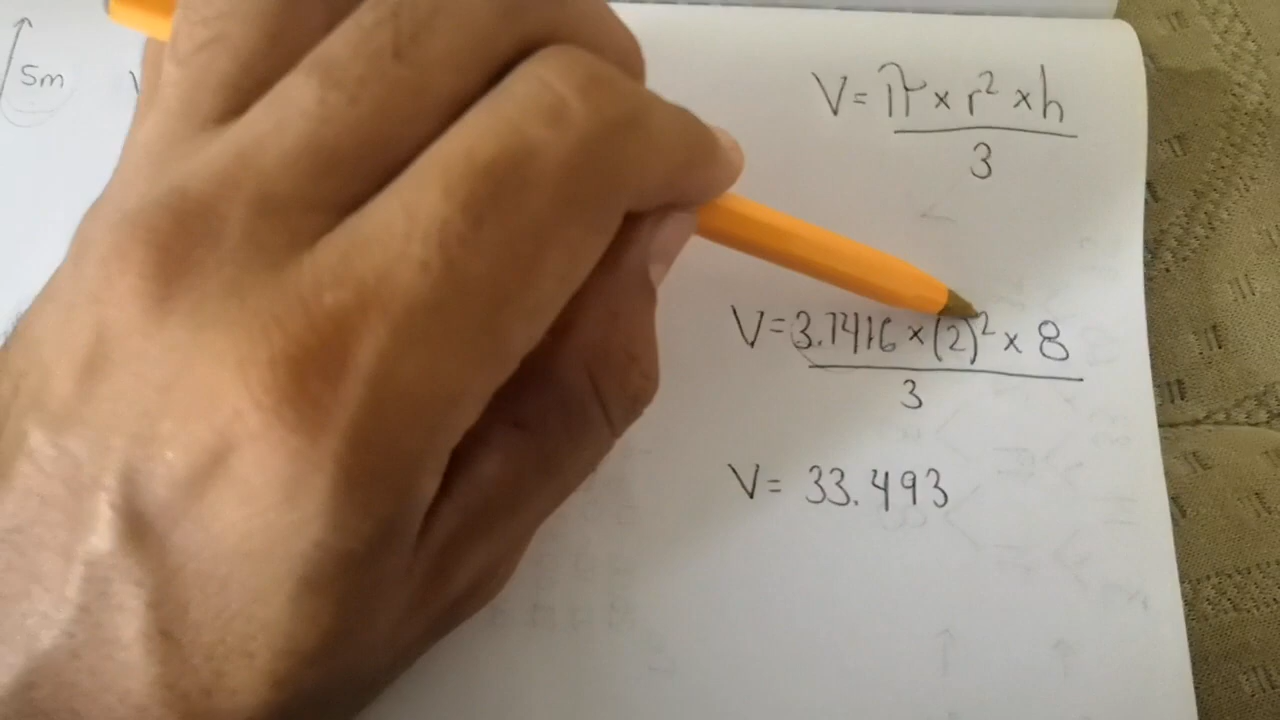 5m
V = π × r² × h
3
V = 3.1416 × (2)² × 8
3
V = 33.493